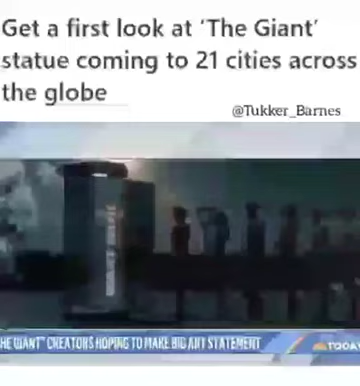 Get a first look at ‘The Giant’
statue coming to 21 cities across
the globe
@Tukker_Barnes
HE GIANT" CREATORS HOPING TO MAKE BIG ART STATEMENT
TODAY